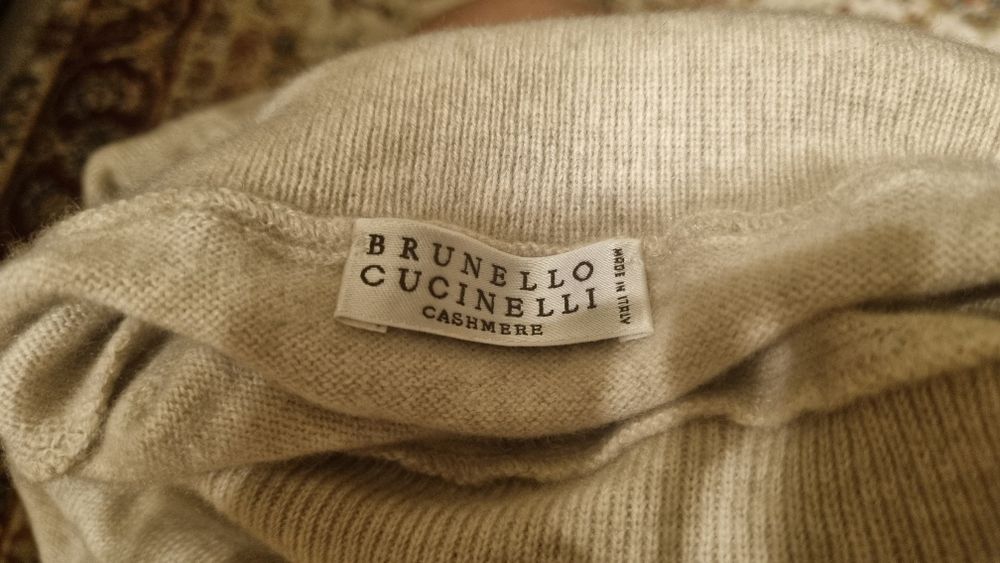 BRUNELLO
CUCINELLI
CASHMERE
MADE IN ITALY